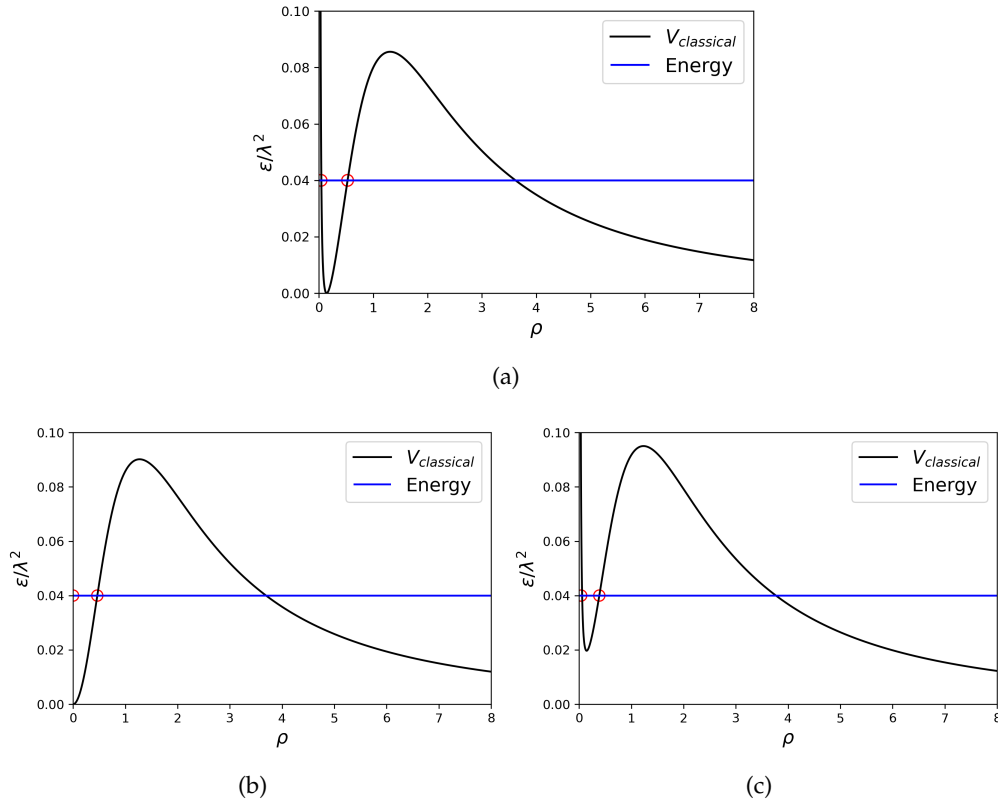 0.10
0.08
0.06
0.04
0.02
0.00
ε/λ²
V_classical
Energy
0 1 2 3 4 5 6 7 8
ρ
(a)
0.10
0.08
0.06
0.04
0.02
0.00
ε/λ²
V_classical
Energy
0 1 2 3 4 5 6 7 8
ρ
(b)
0.10
0.08
0.06
0.04
0.02
0.00
ε/λ²
V_classical
Energy
0 1 2 3 4 5 6 7 8
ρ
(c)